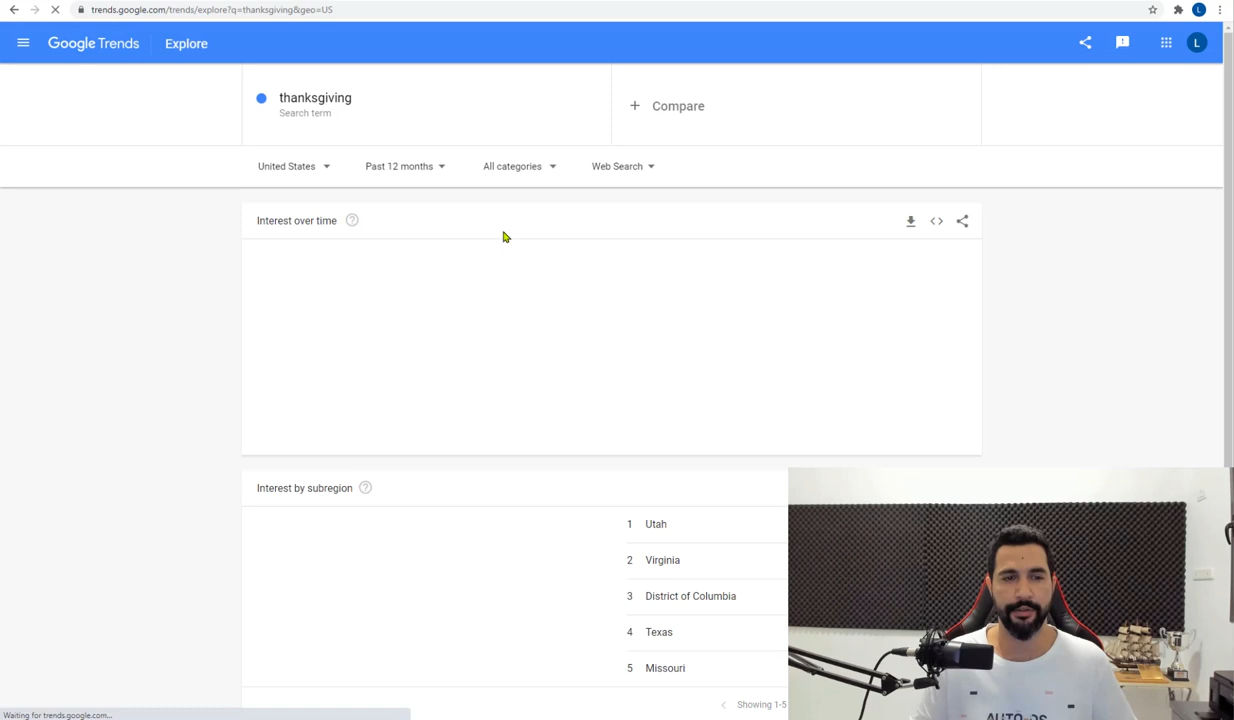 trends.google.com/trends/explore?q=thanksgiving&geo=US
L
Google Trends
Explore
L
thanksgiving
Search term
+ Compare
United States
Past 12 months
All categories
Web Search
Interest over time
Interest by subregion
1 Utah
2 Virginia
3 District of Columbia
4 Texas
5 Missouri
Showing 1-5
AUTO-DS
Waiting for trends.google.com...